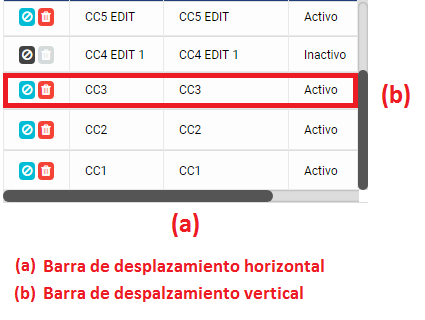 CC5 EDIT CC5 EDIT Activo
CC4 EDIT 1 CC4 EDIT 1 Inactivo
CC3 CC3 Activo
(b)
CC2 CC2 Activo
CC1 CC1 Activo
(a)
(a) Barra de desplazamiento horizontal
(b) Barra de despalzamiento vertical